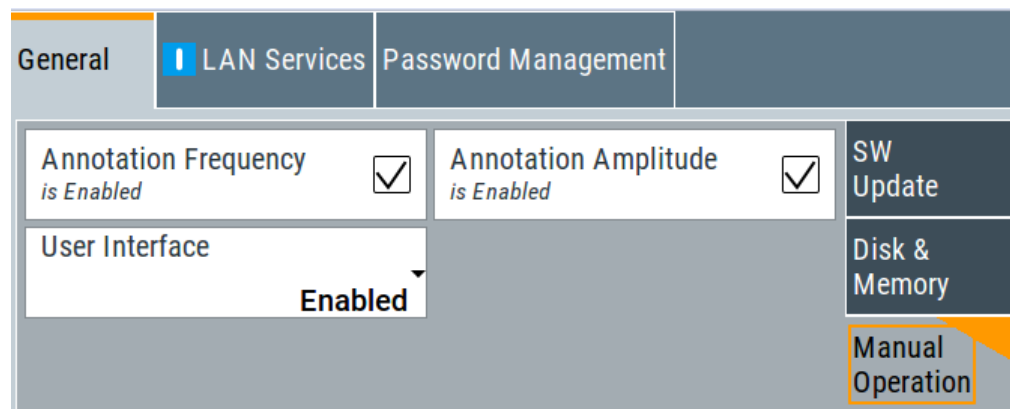 General
LAN Services
Password Management
Annotation Frequency
is Enabled
Annotation Amplitude
is Enabled
SW
Update
User Interface
Enabled
Disk &
Memory
Manual
Operation